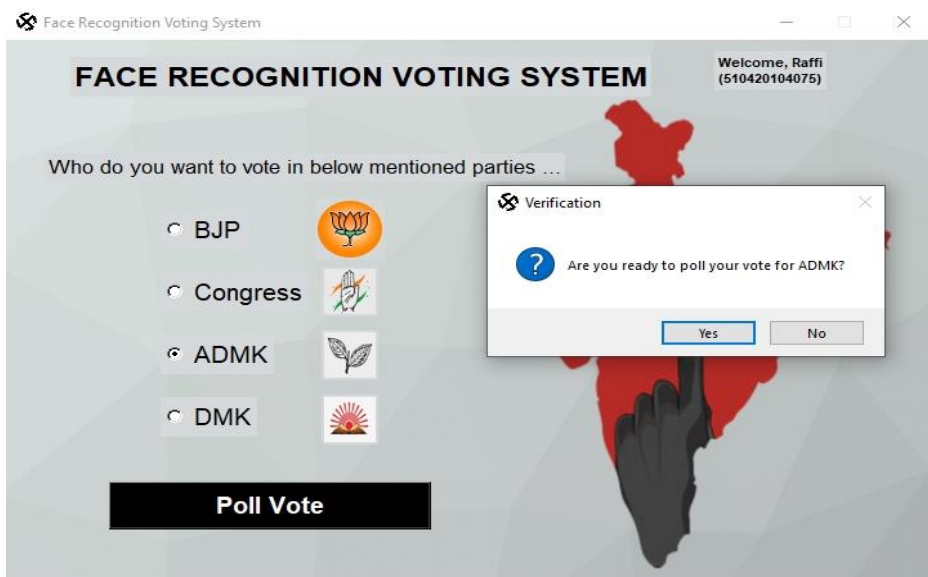 Face Recognition Voting System
FACE RECOGNITION VOTING SYSTEM
Welcome, Raffi
(510420104075)
Who do you want to vote in below mentioned parties ...
BJP
Congress
ADMK
DMK
Poll Vote
Verification
Are you ready to poll your vote for ADMK?
Yes
No